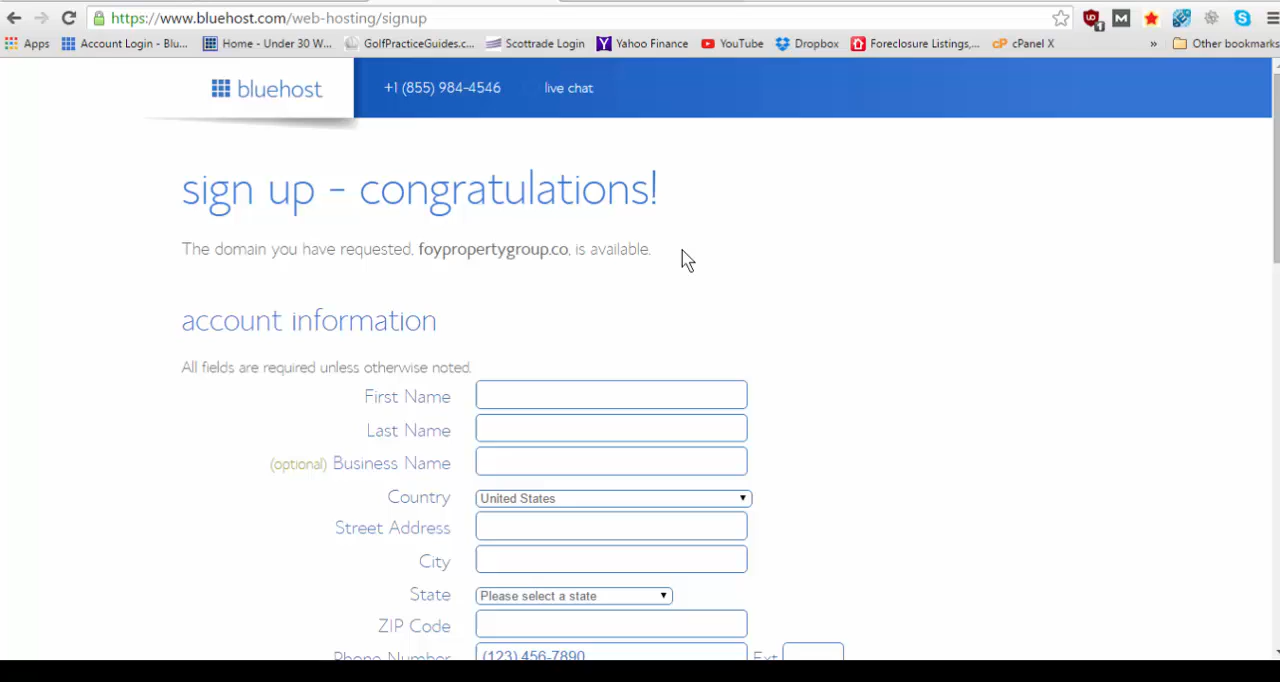 https://www.bluehost.com/web-hosting/signup
Apps Account Login - Blu... Home - Under 30 W... GolfPracticeGuides.c... Scottrade Login Yahoo Finance YouTube Dropbox Foreclosure Listings,... cP cPanel X » Other bookmarks
bluehost +1 (855) 984-4546 live chat
sign up - congratulations!
The domain you have requested, foypropertygroup.co, is available.
account information
All fields are required unless otherwise noted.
First Name
Last Name
(optional) Business Name
Country United States
Street Address
City
State Please select a state
ZIP Code
Phone Number (123) 456-7890 Ext